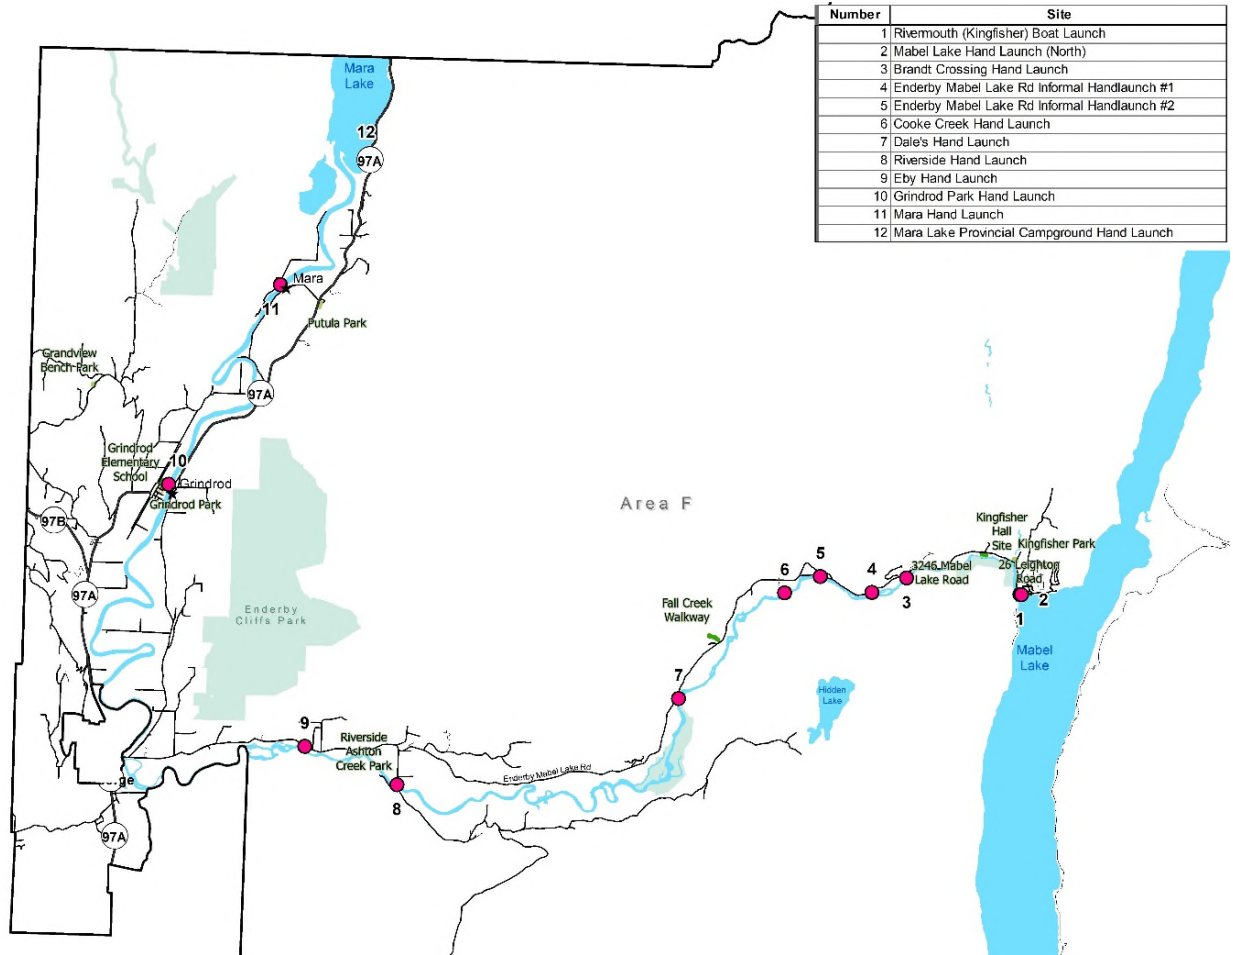 Number Site
1 Rivermouth (Kingfisher) Boat Launch
2 Mabel Lake Hand Launch (North)
3 Brandt Crossing Hand Launch
4 Enderby Mabel Lake Rd Informal Handlaunch #1
5 Enderby Mabel Lake Rd Informal Handlaunch #2
6 Cooke Creek Hand Launch
7 Dale's Hand Launch
8 Riverside Hand Launch
9 Eby Hand Launch
10 Grindrod Park Hand Launch
11 Mara Hand Launch
12 Mara Lake Provincial Campground Hand Launch
Mara
Lake
12
97A
Mara
11
Putula Park
Grandview
Bench Park
97A
Grindrod
Elementary
School
10
Grindrod
Grindrod Park
97B
97A
Enderby
Cliffs Park
Area F
Kingfisher
Hall
Site
Kingfisher Park
3246 Mabel
Lake Road
26 Leighton
Road
5
6
4
3
2
1
Mabel
Lake
Fall Creek
Walkway
7
Hidden
Lake
9
Riverside
Ashton
Creek Park
Enderby Mabel Lake Rd
8
ge
97A